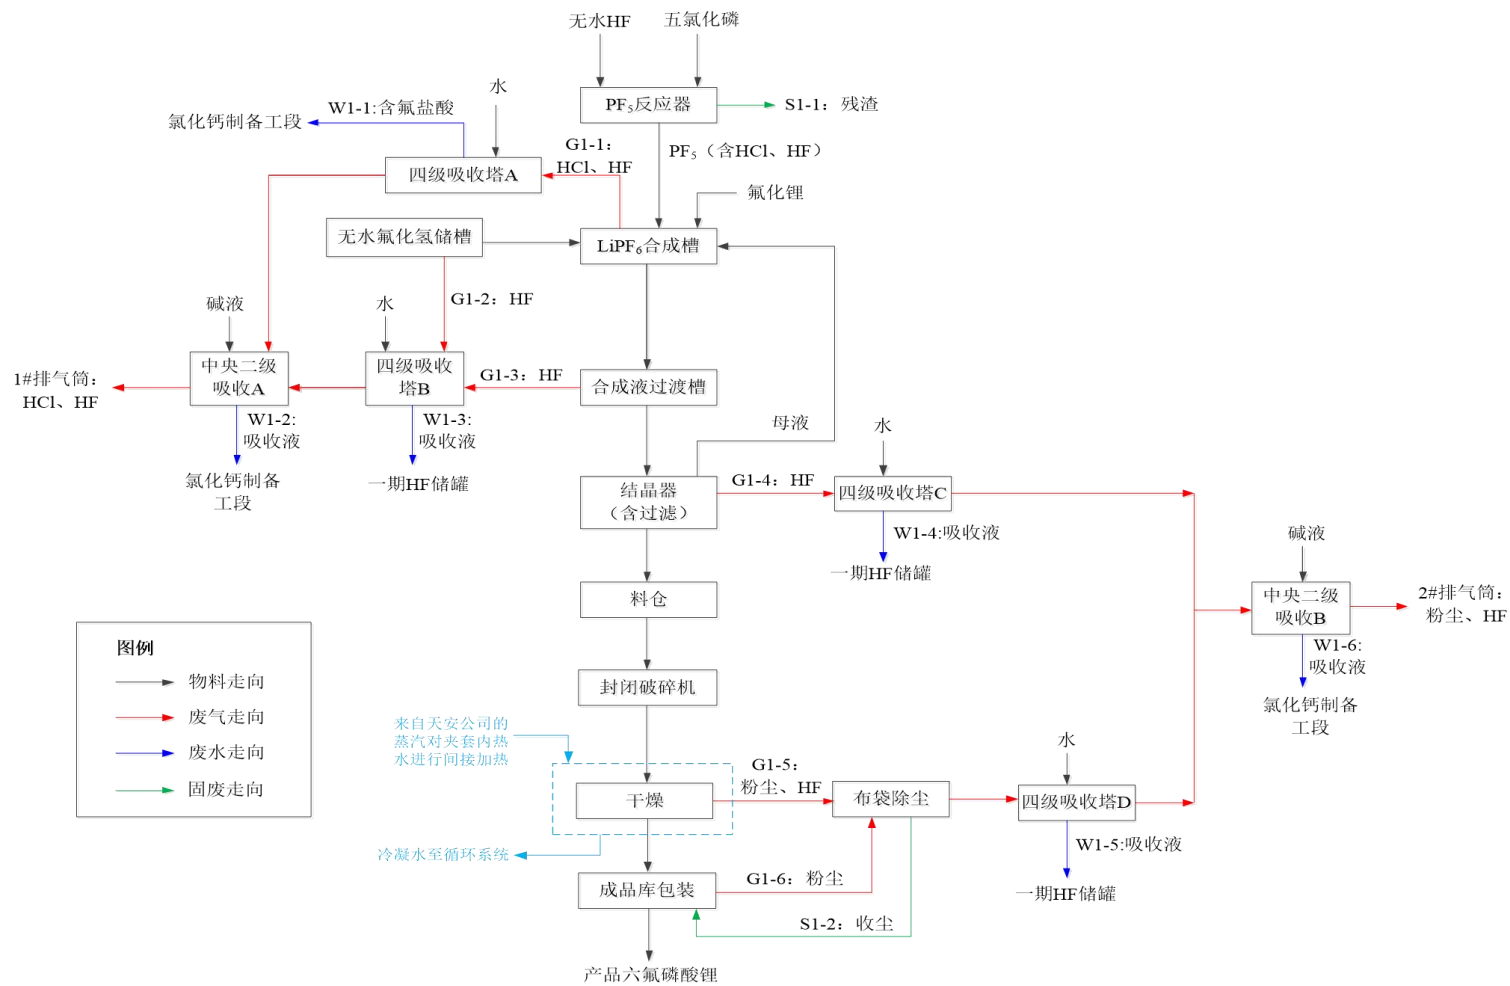 无水HF
五氯化磷
水
W1-1:含氟盐酸
PF₅反应器
S1-1：残渣
氯化钙制备工段
G1-1：
HCl、HF
PF₅（含HCl、HF）
四级吸收塔A
氟化锂
无水氟化氢储槽
LiPF₆合成槽
碱液
水
G1-2：HF
中央二级
吸收A
四级吸收
塔B
G1-3：HF
合成液过渡槽
1#排气筒：
HCl、HF
W1-2:
吸收液
W1-3:
吸收液
母液
水
氯化钙制备
工段
一期HF储罐
结晶器
（含过滤）
G1-4：HF
四级吸收塔C
W1-4:吸收液
碱液
一期HF储罐
料仓
中央二级
吸收B
2#排气筒：
粉尘、HF
图例
物料走向
废气走向
废水走向
固废走向
封闭破碎机
W1-6:
吸收液
氯化钙制备
工段
来自天安公司的
蒸汽对夹套内热
水进行间接加热
水
G1-5：
粉尘、HF
干燥
布袋除尘
四级吸收塔D
冷凝水至循环系统
W1-5:吸收液
成品库包装
G1-6：粉尘
一期HF储罐
S1-2：收尘
产品六氟磷酸锂